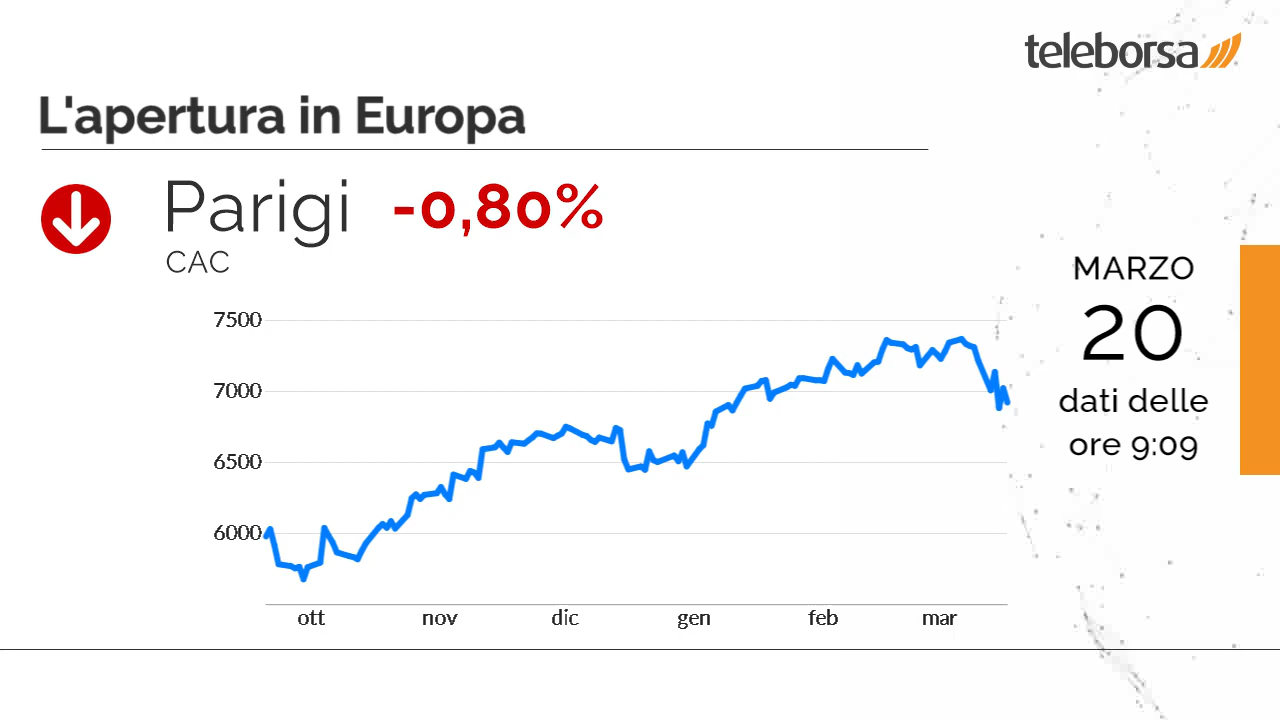 teleborsa
L'apertura in Europa
Parigi -0,80%
CAC
MARZO
20
dati delle
ore 9:09
7500
7000
6500
6000
ott nov dic gen feb mar